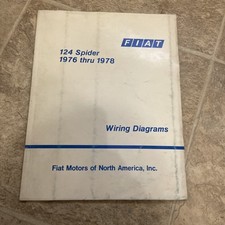 FIAT
124 Spider
1976 thru 1978
Wiring Diagrams
Fiat Motors of North America, Inc.